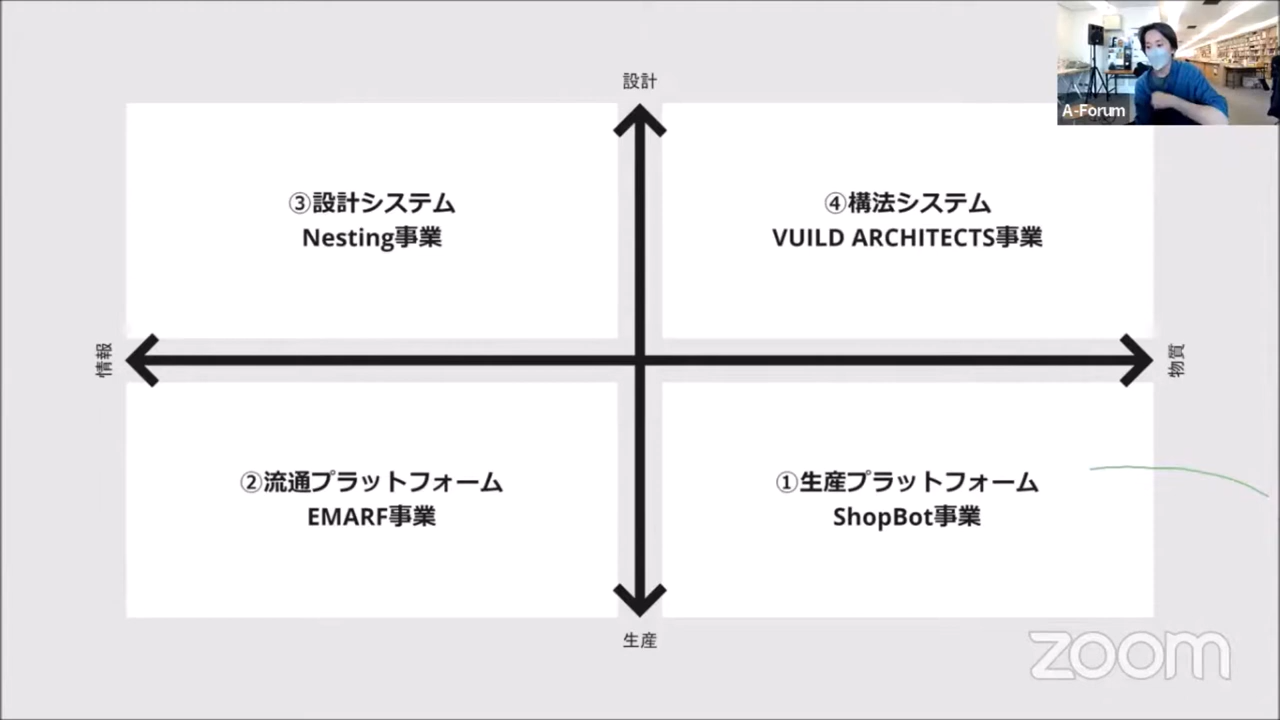 設計
A-Forum
③設計システム
Nesting事業
④構法システム
VUILD ARCHITECTS事業
情報
物質
②流通プラットフォーム
EMARF事業
①生産プラットフォーム
ShopBot事業
生産
zoom